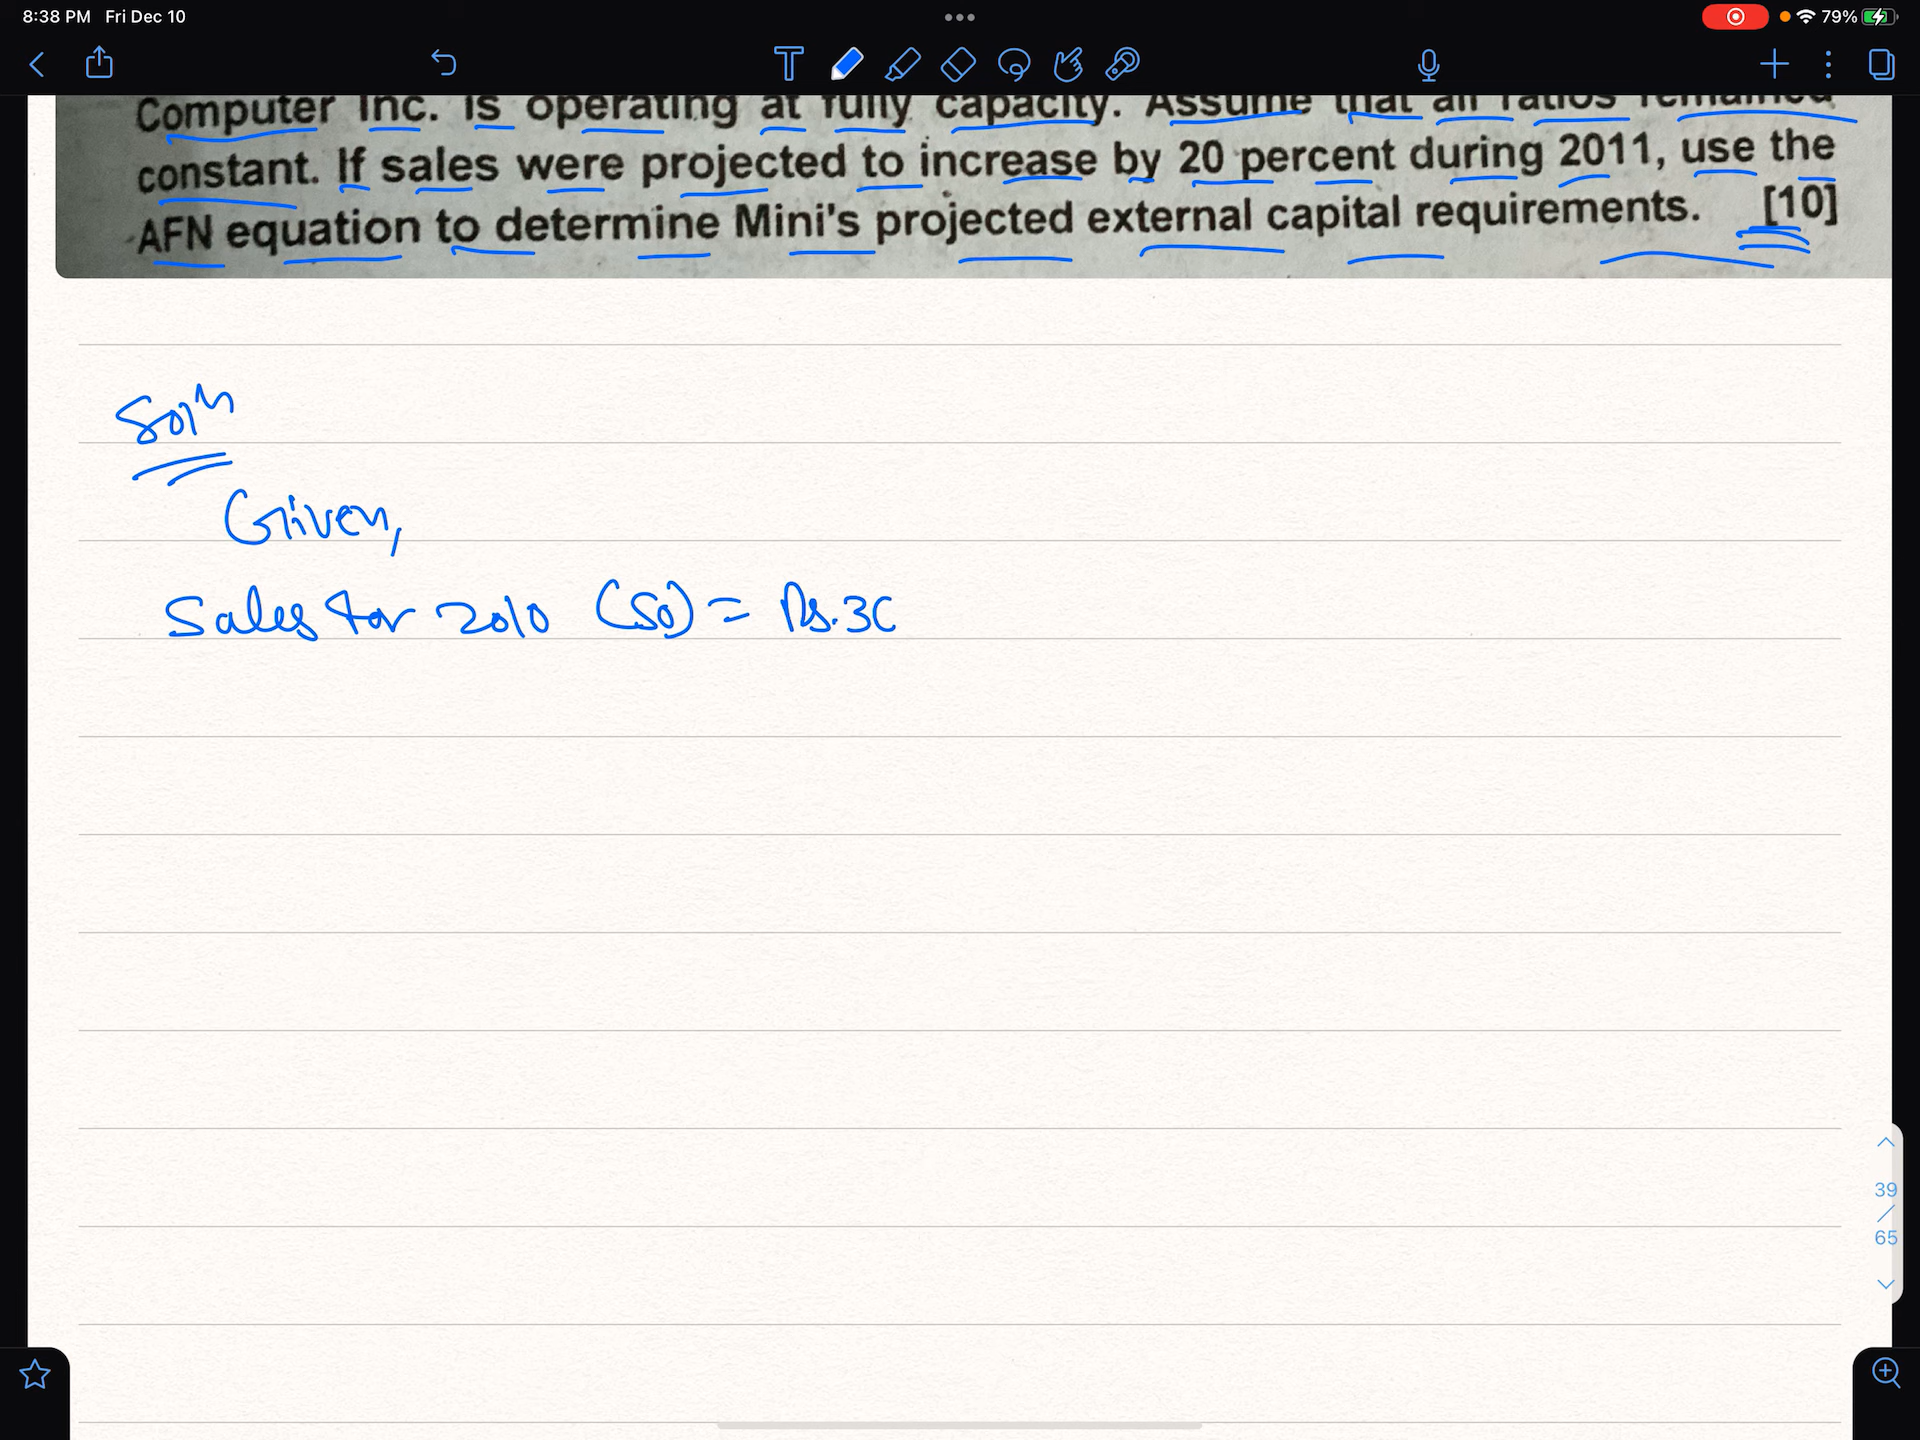 8:38 PM Fri Dec 10
79%
Computer Inc. is operating at fully capacity. Assume that all ratios remained
constant. If sales were projected to increase by 20 percent during 2011, use the
AFN equation to determine Mini's projected external capital requirements. [10]
Soln
Given,
Sales for 2010 (S0) = Rs. 30
39
/
65